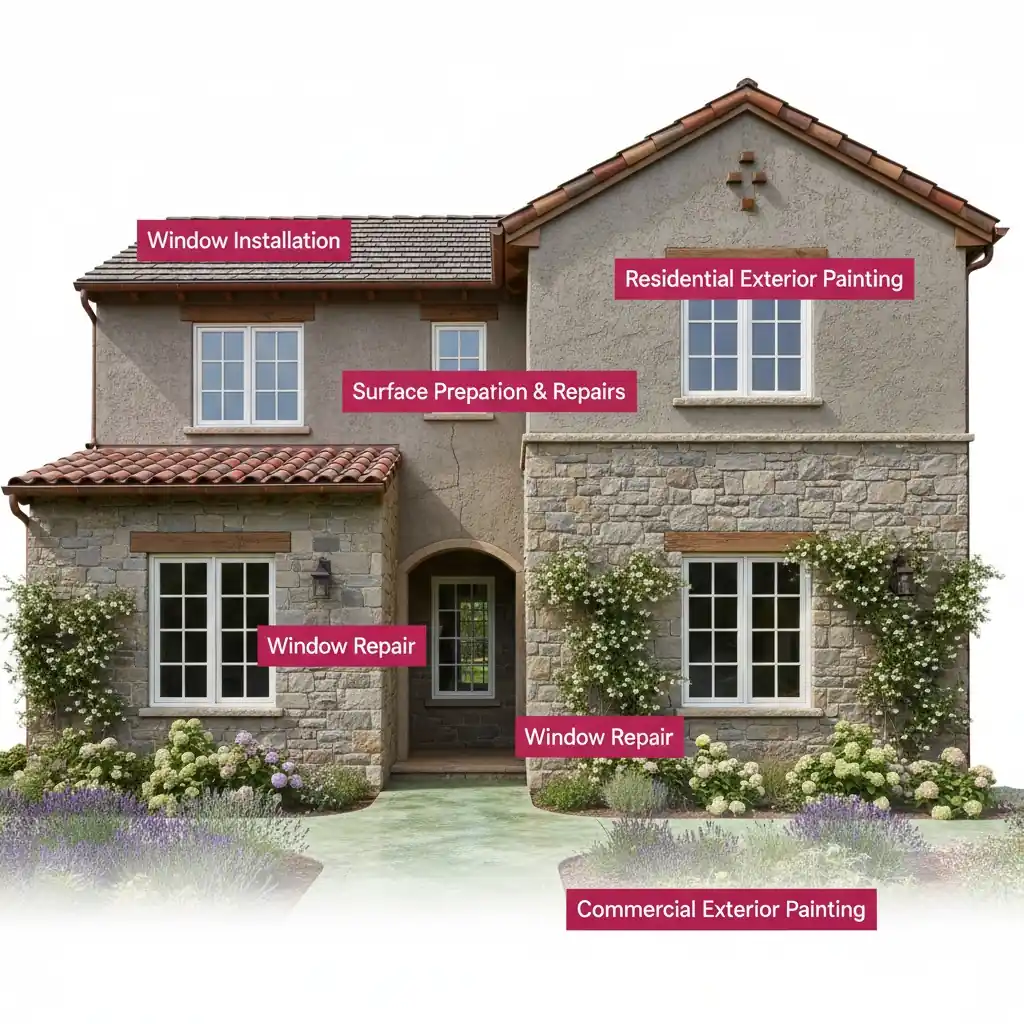 Window Installation
Residential Exterior Painting
Surface Prepation & Repairs
Window Repair
Window Repair
Commercial Exterior Painting